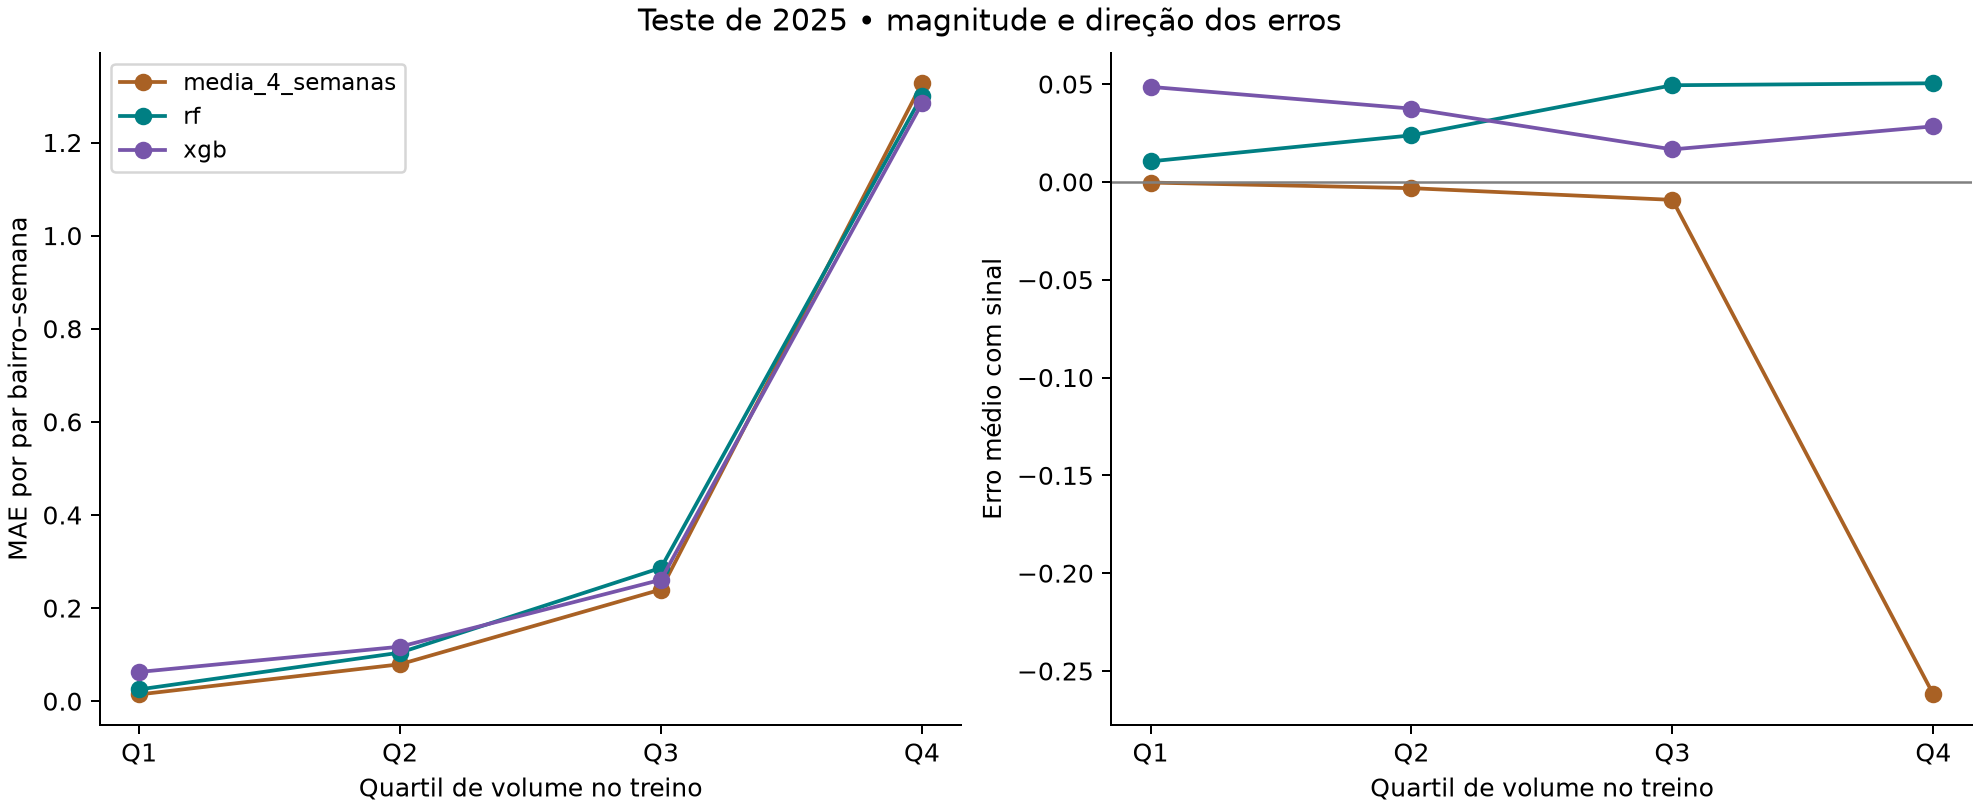 Teste de 2025 • magnitude e direção dos erros
media_4_semanas
rf
xgb
MAE por par bairro–semana
1.2
1.0
0.8
0.6
0.4
0.2
0.0
Q1 Q2 Q3 Q4
Quartil de volume no treino
Erro médio com sinal
0.05
0.00
−0.05
−0.10
−0.15
−0.20
−0.25
Q1 Q2 Q3 Q4
Quartil de volume no treino